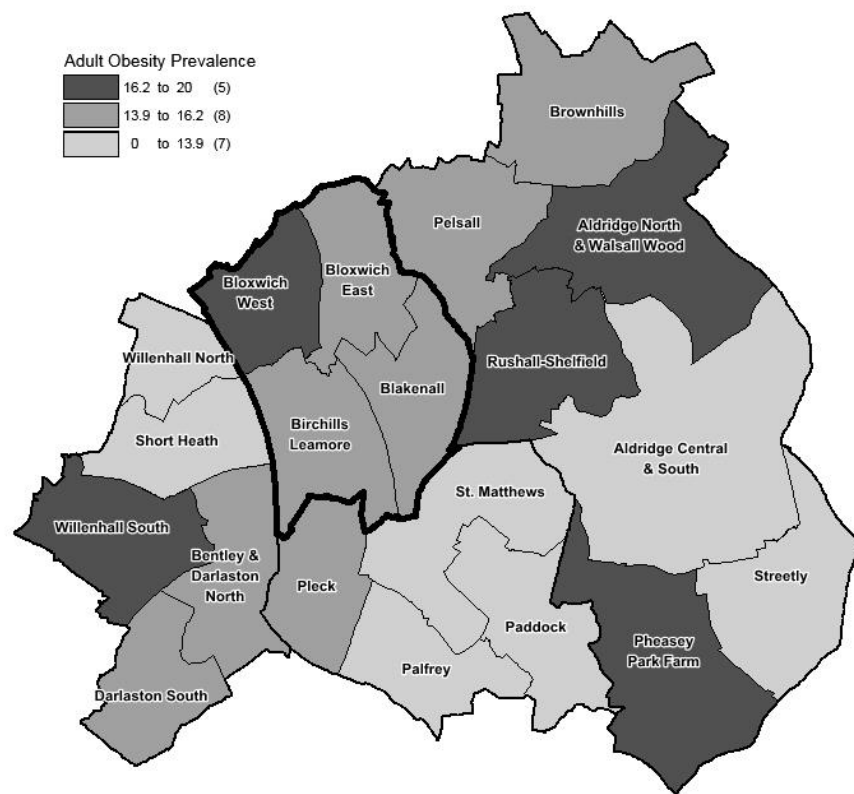 Adult Obesity Prevalence
16.2 to 20 (5)
13.9 to 16.2 (8)
0 to 13.9 (7)
Brownhills
Pelsall
Aldridge North
& Walsall Wood
Bloxwich
West
Bloxwich
East
Willenhall North
Rushall-Shelfield
Blakenall
Birchills
Leamore
Short Heath
Aldridge Central
& South
St. Matthews
Willenhall South
Bentley &
Darlaston
North
Pleck
Streetly
Paddock
Pheasey
Park Farm
Palfrey
Darlaston South